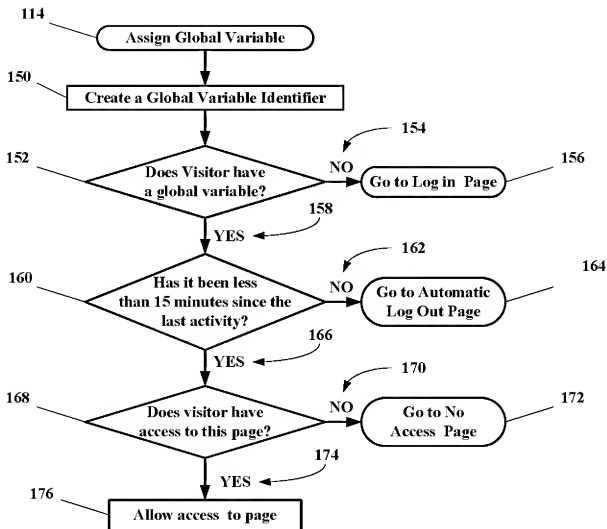 114
Assign Global Variable
150
Create a Global Variable Identifier
154
152
Does Visitor have
a global variable?
NO
Go to Log in Page
156
158
YES
162
160
Has it been less
than 15 minutes since the
last activity?
NO
Go to Automatic
Log Out Page
164
166
YES
170
168
Does visitor have
access to this page?
NO
Go to No
Access Page
172
174
YES
176
Allow access to page